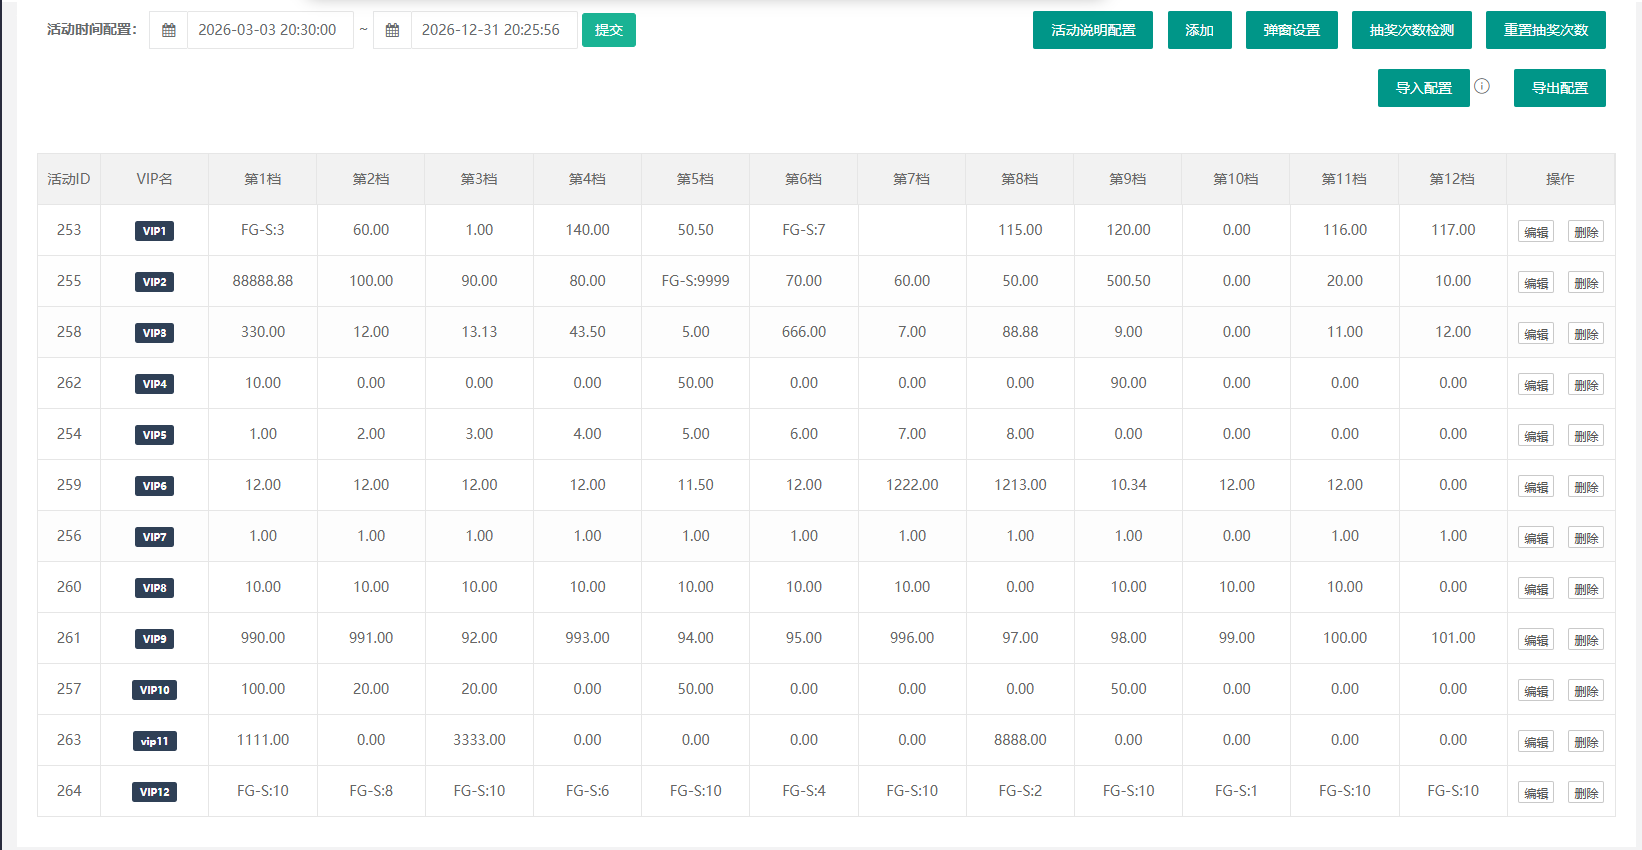 活动时间配置： 2026-03-03 20:30:00 ~ 2026-12-31 20:25:56 提交 活动说明配置 添加 弹窗设置 抽奖次数检测 重置抽奖次数
导入配置 导出配置
活动ID VIP名 第1档 第2档 第3档 第4档 第5档 第6档 第7档 第8档 第9档 第10档 第11档 第12档 操作
253 VIP1 FG-S:3 60.00 1.00 140.00 50.50 FG-S:7 115.00 120.00 0.00 116.00 117.00 编辑 删除
255 VIP2 88888.88 100.00 90.00 80.00 FG-S:9999 70.00 60.00 50.00 500.50 0.00 20.00 10.00 编辑 删除
258 VIP3 330.00 12.00 13.13 43.50 5.00 666.00 7.00 88.88 9.00 0.00 11.00 12.00 编辑 删除
262 VIP4 10.00 0.00 0.00 0.00 50.00 0.00 0.00 0.00 90.00 0.00 0.00 0.00 编辑 删除
254 VIP5 1.00 2.00 3.00 4.00 5.00 6.00 7.00 8.00 0.00 0.00 0.00 0.00 编辑 删除
259 VIP6 12.00 12.00 12.00 12.00 11.50 12.00 1222.00 1213.00 10.34 12.00 12.00 0.00 编辑 删除
256 VIP7 1.00 1.00 1.00 1.00 1.00 1.00 1.00 1.00 1.00 0.00 1.00 1.00 编辑 删除
260 VIP8 10.00 10.00 10.00 10.00 10.00 10.00 10.00 0.00 10.00 10.00 10.00 0.00 编辑 删除
261 VIP9 990.00 991.00 92.00 993.00 94.00 95.00 996.00 97.00 98.00 99.00 100.00 101.00 编辑 删除
257 VIP10 100.00 20.00 20.00 0.00 50.00 0.00 0.00 0.00 50.00 0.00 0.00 0.00 编辑 删除
263 vip11 1111.00 0.00 3333.00 0.00 0.00 0.00 0.00 8888.00 0.00 0.00 0.00 0.00 编辑 删除
264 VIP12 FG-S:10 FG-S:8 FG-S:10 FG-S:6 FG-S:10 FG-S:4 FG-S:10 FG-S:2 FG-S:10 FG-S:1 FG-S:10 FG-S:10 编辑 删除